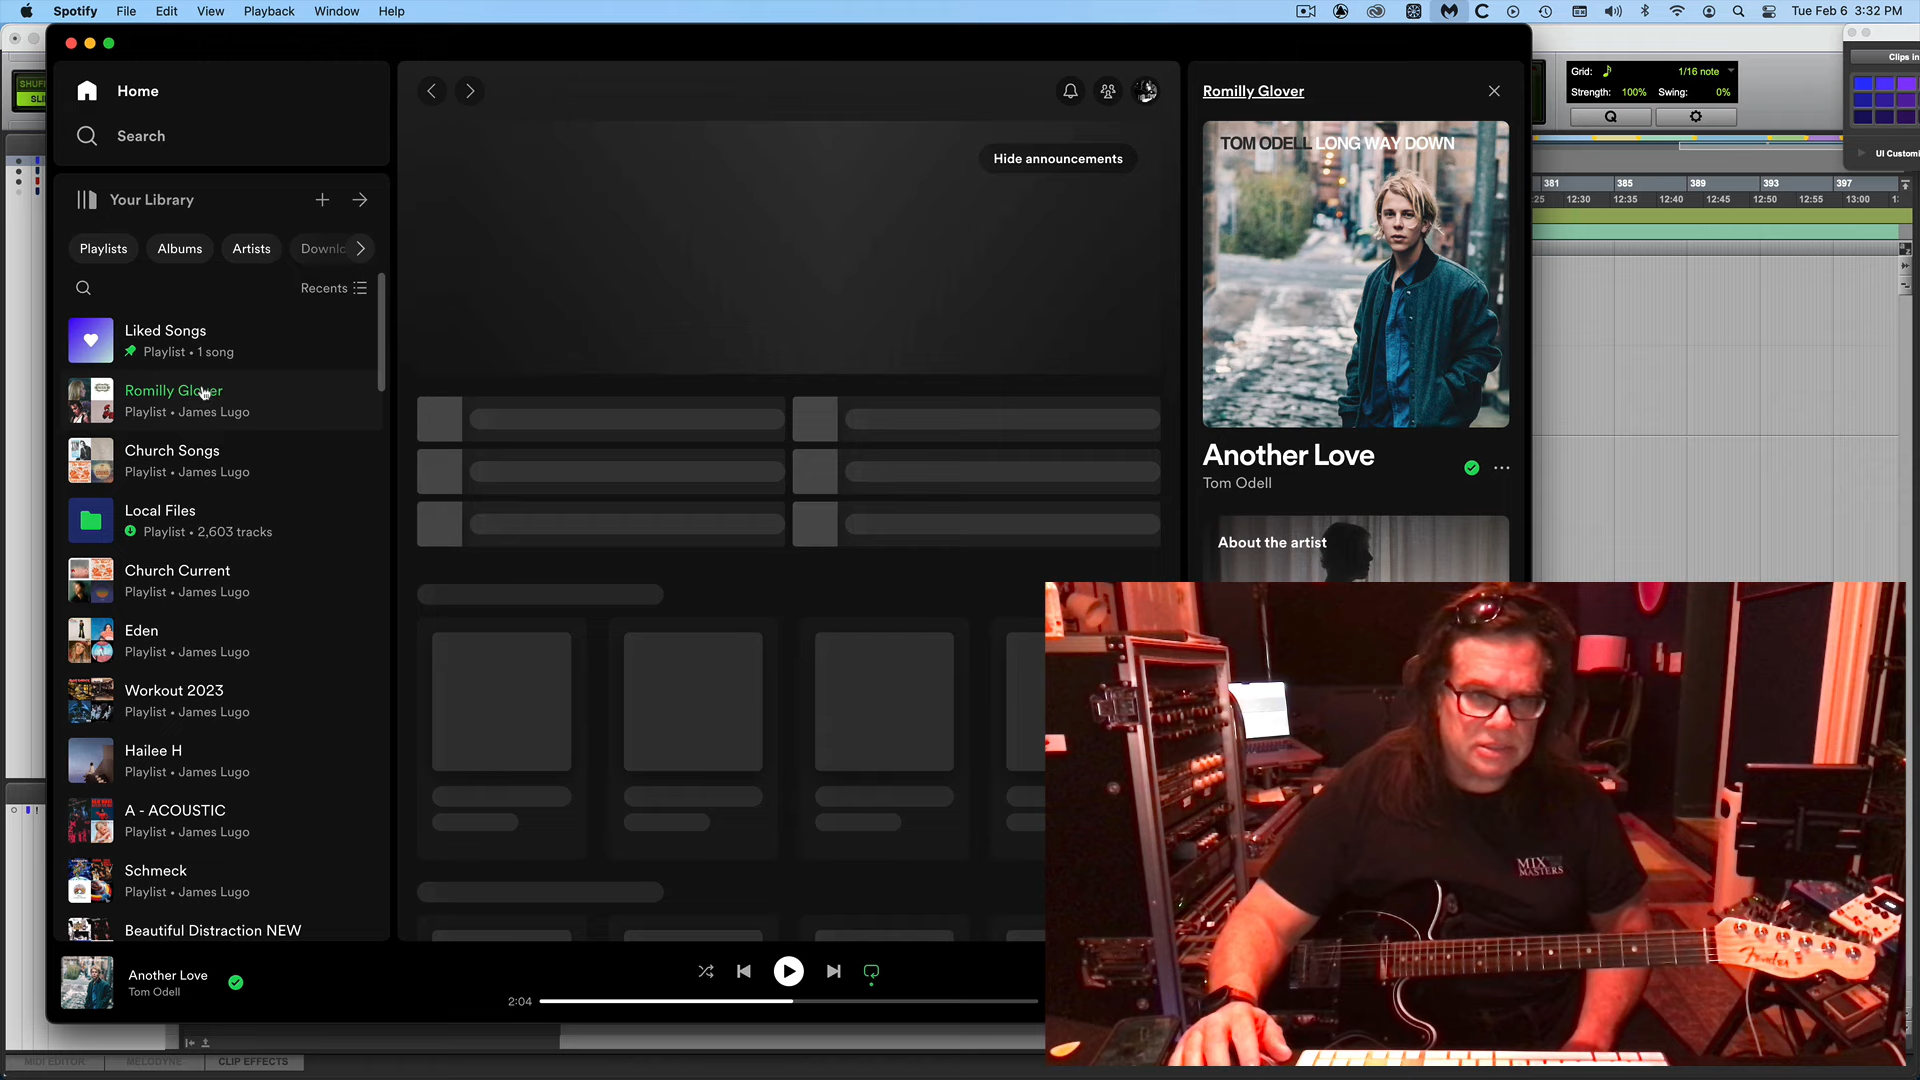 Spotify File Edit View Playback Window Help
Tue Feb 6 3:32 PM
Home
Search
Your Library
Playlists Albums Artists
Recents
Liked Songs
Playlist • 1 song
Romilly Glover
Playlist • James Lugo
Church Songs
Playlist • James Lugo
Local Files
Playlist • 2,603 tracks
Church Current
Playlist • James Lugo
Eden
Playlist • James Lugo
Workout 2023
Playlist • James Lugo
Hailee H
Playlist • James Lugo
A - ACOUSTIC
Playlist • James Lugo
Schmeck
Playlist • James Lugo
Beautiful Distraction NEW
Another Love
Tom Odell
2:04
Hide announcements
Romilly Glover
TOM ODELL LONG WAY DOWN
Another Love
Tom Odell
About the artist
Grid: 1/16 note
Strength: 100% Swing: 0%
Q
Clips in
381 385 389 393 397
12:30 12:35 12:40 12:45 12:50 12:55 13:00
MIDI EDITOR MELODYNE CLIP EFFECTS
MIX
MASTERS
Fender